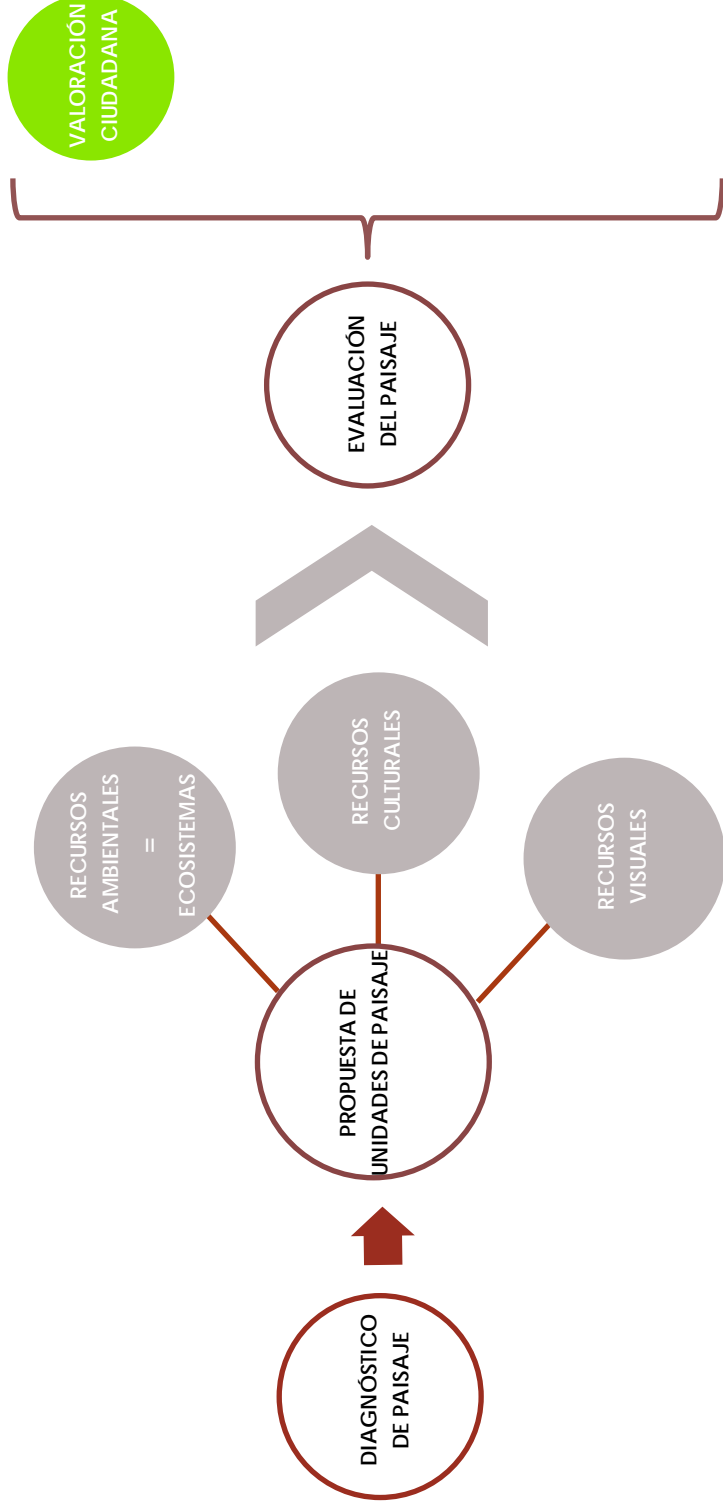 DIAGNÓSTICO
DE PAISAJE
PROPUESTA DE
UNIDADES DE PAISAJE
RECURSOS
AMBIENTALES
=
ECOSISTEMAS
RECURSOS
CULTURALES
RECURSOS
VISUALES
EVALUACIÓN
DEL PAISAJE
VALORACIÓN
CIUDADANA